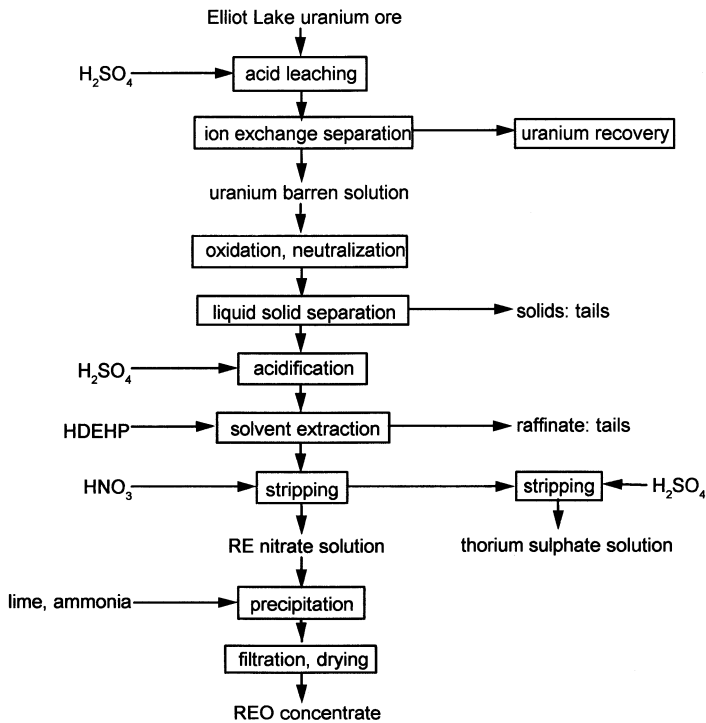 Elliot Lake uranium ore
H₂SO₄
acid leaching
ion exchange separation
uranium recovery
uranium barren solution
oxidation, neutralization
liquid solid separation
solids: tails
H₂SO₄
acidification
HDEHP
solvent extraction
raffinate: tails
HNO₃
stripping
stripping
H₂SO₄
RE nitrate solution
thorium sulphate solution
lime, ammonia
precipitation
filtration, drying
REO concentrate